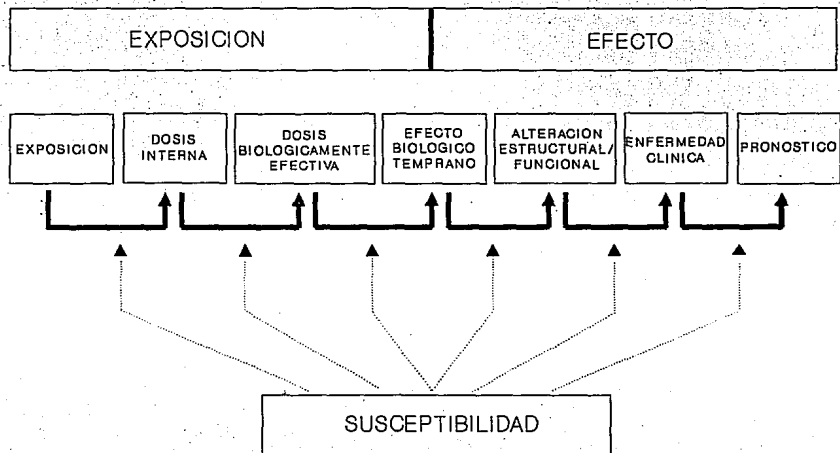 EXPOSICION
EFECTO
EXPOSICION
DOSIS
INTERNA
DOSIS
BIOLOGICAMENTE
EFECTIVA
EFECTO
BIOLOGICO
TEMPRANO
ALTERACION
ESTRUCTURAL/
FUNCIONAL
ENFERMEDAD
CLINICA
PRONOSTICO
SUSCEPTIBILIDAD